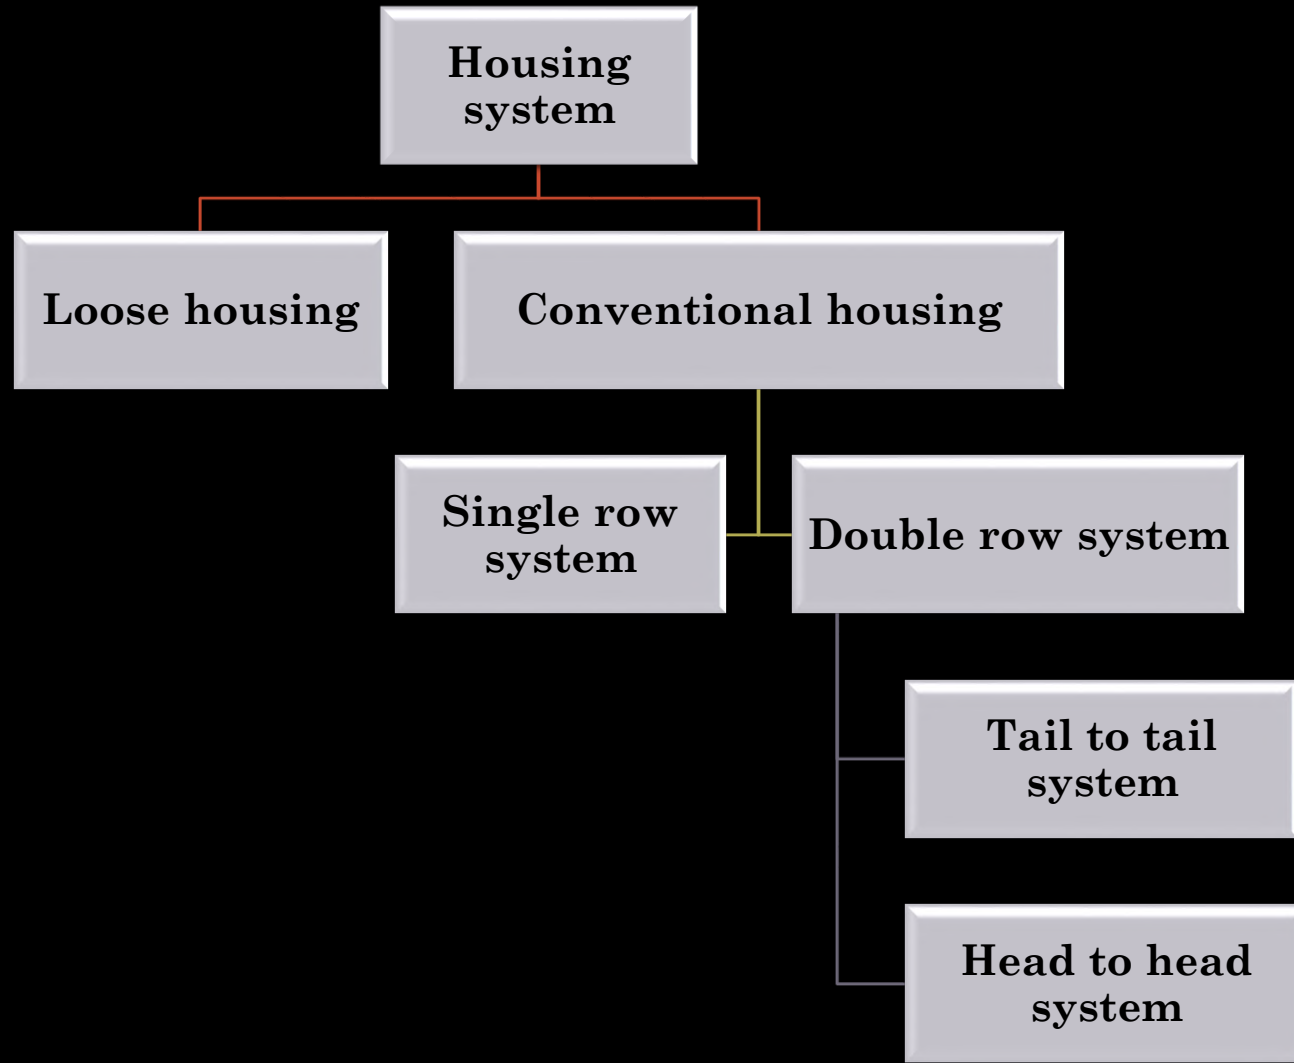 Housing
system
Loose housing
Conventional housing
Single row
system
Double row system
Tail to tail
system
Head to head
system